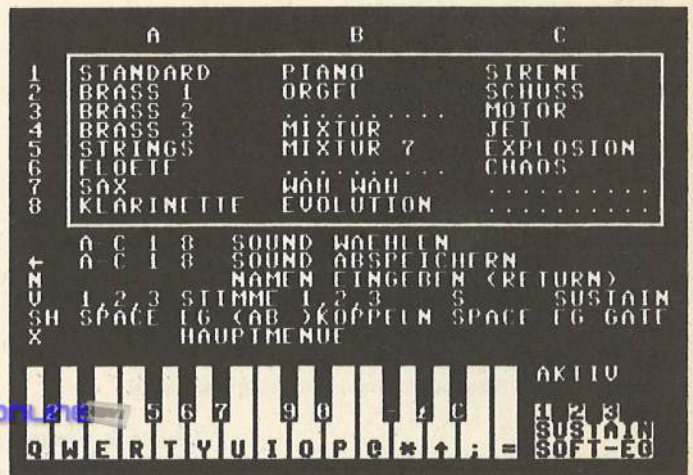 A B C
1 STANDARD PIANO SIRENE
2 BRASS 1 ORGEL SCHUSS
3 BRASS 2 .......... MOTOR
4 BRASS 3 MIXTUR JET
5 STRINGS MIXTUR 7 EXPLOSION
6 FLOETE .......... CHAOS
7 SAX WAH WAH ..........
8 KLARINETTE EVOLUTION ..........
A-C 1 8 SOUND WAEHLEN
← A-C 1 8 SOUND ABSPEICHERN
N NAMEN EINGEBEN (RETURN)
V 1,2,3 STIMME 1,2,3 S SUSTAIN
SH SPACE EG (AB )KOPPELN SPACE EG GATE
X HAUPTMENUE
AKTIV
5 6 7 9 0 - £ C 1 2 3
SUSTAIN
Q W E R T Y U I O P @ * ↑ ; = SOFT-EG